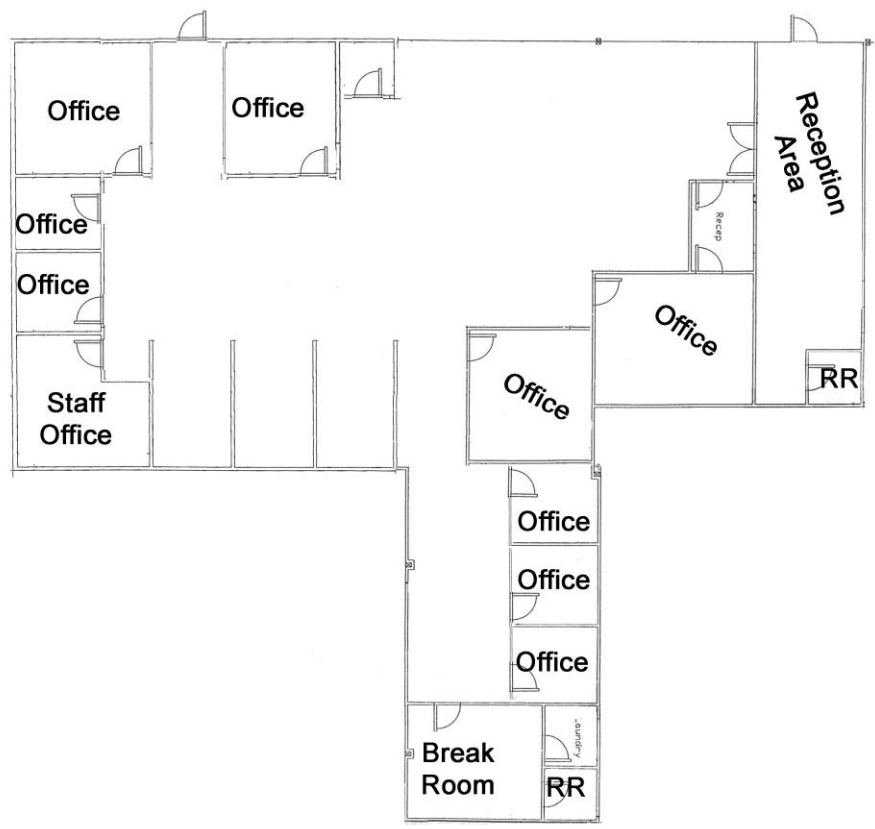 Office
Office
Reception
Area
Office
Recep
Office
Office
Office
RR
Staff
Office
Office
Office
Office
Break
Room
Laundry
RR